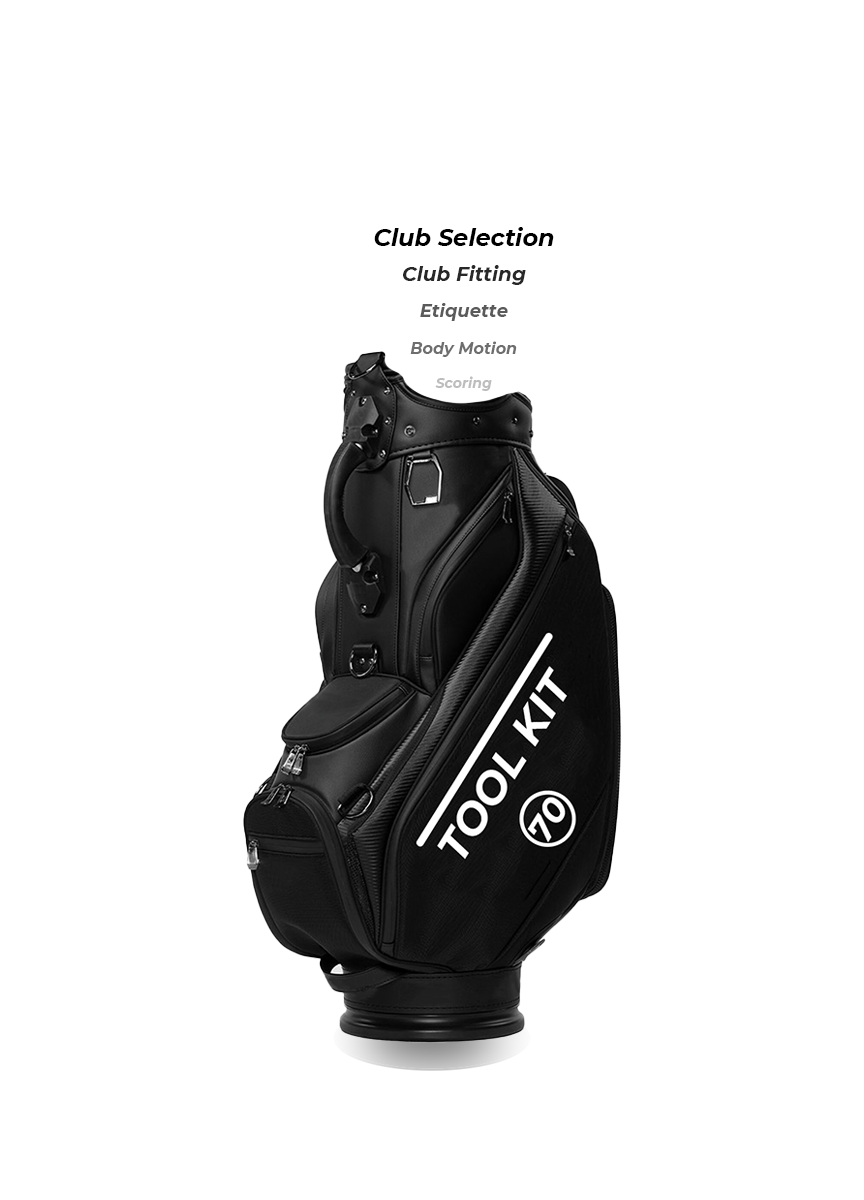 Club Selection
Club Fitting
Etiquette
Body Motion
Scoring
TOOL KIT
70